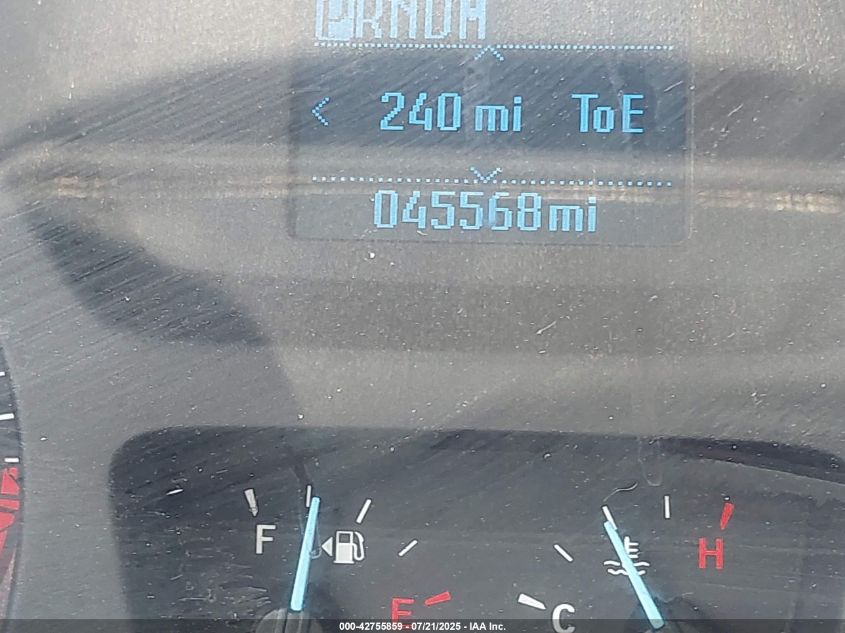 PRNDM
240 mi ToE
045568mi
F
H
E
C
000-42755859 - 07/21/2025 - IAA Inc.